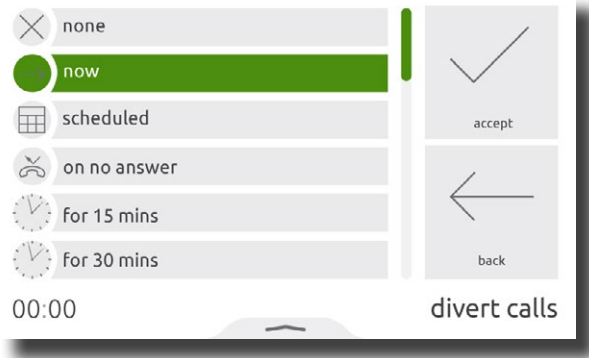 none
now
scheduled
on no answer
for 15 mins
for 30 mins
accept
back
00:00
divert calls